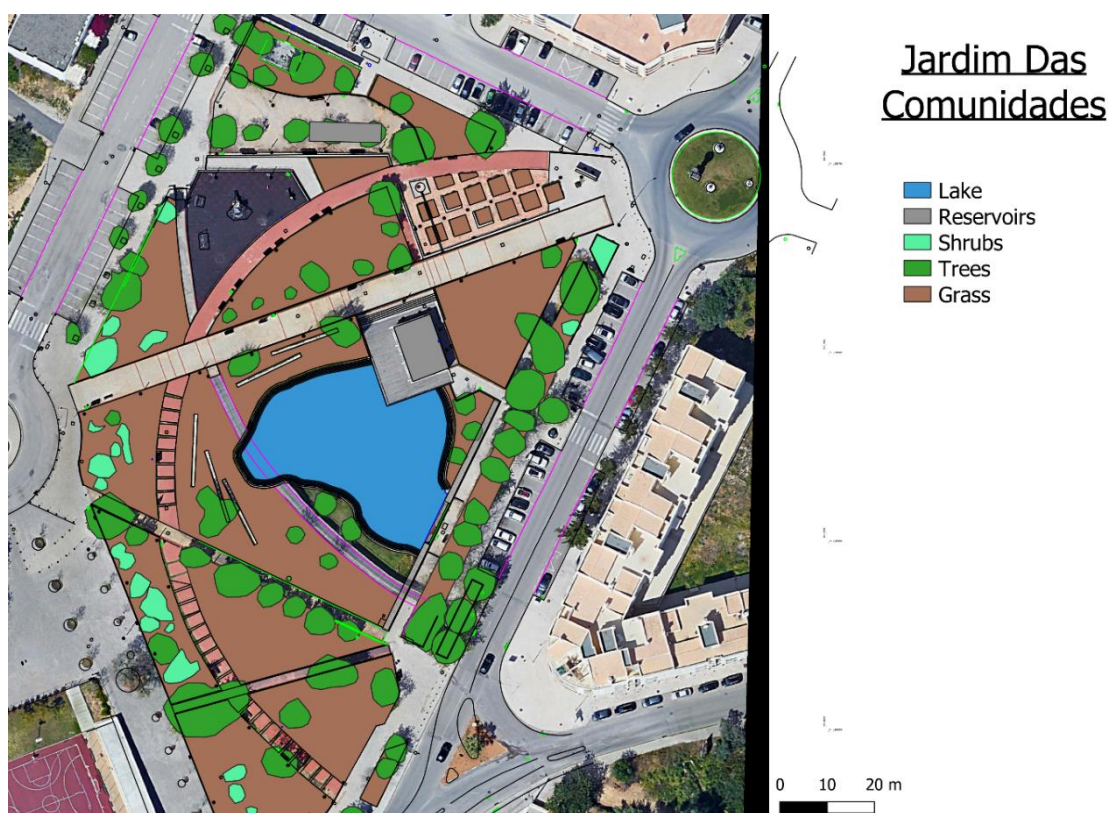 Jardim Das
Comunidades
Lake
Reservoirs
Shrubs
Trees
Grass
0 10 20 m